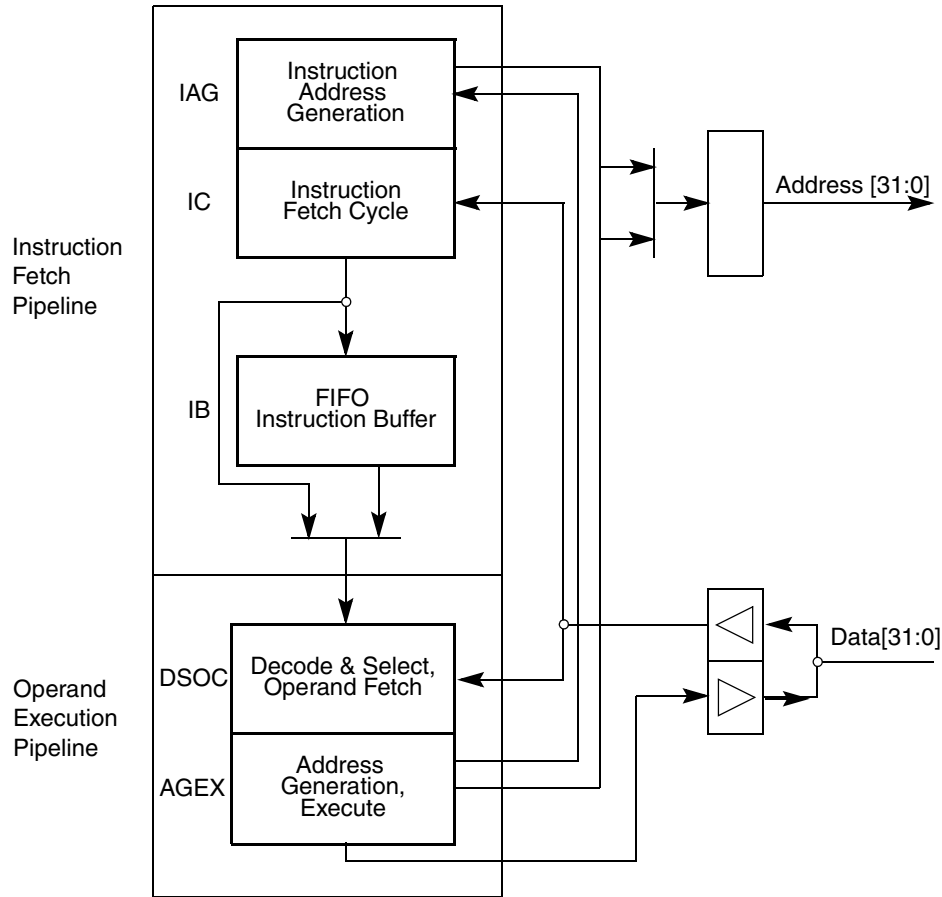 Instruction
Fetch
Pipeline
IAG
Instruction
Address
Generation
IC
Instruction
Fetch Cycle
IB
FIFO
Instruction Buffer
Address [31:0]
Operand
Execution
Pipeline
DSOC
Decode & Select,
Operand Fetch
AGEX
Address
Generation,
Execute
Data[31:0]